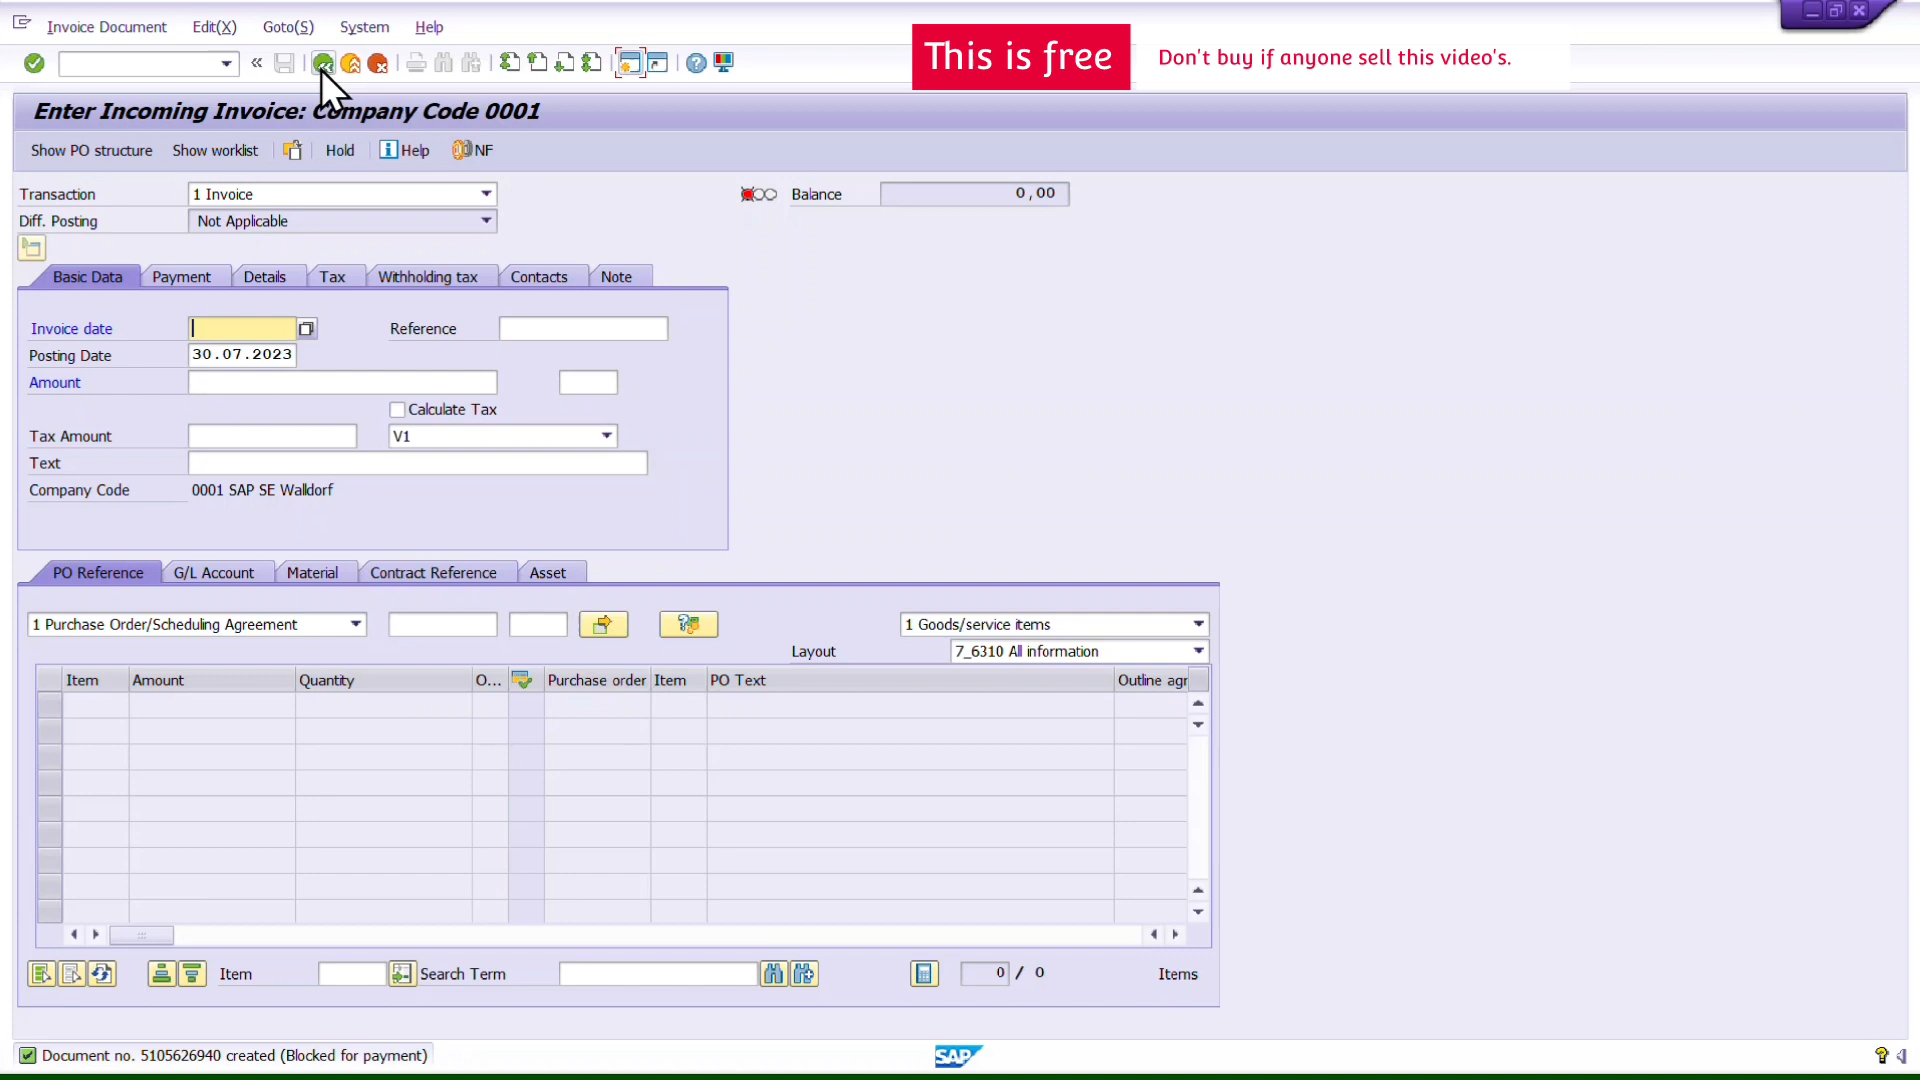 Invoice Document Edit(X) Goto(S) System Help
This is free Don't buy if anyone sell this video's.
Enter Incoming Invoice: Company Code 0001
Show PO structure Show worklist Hold Help NF
Transaction 1 Invoice Balance 0,00
Diff. Posting Not Applicable
Basic Data Payment Details Tax Withholding tax Contacts Note
Invoice date Reference
Posting Date 30.07.2023
Amount
Calculate Tax
Tax Amount V1
Text
Company Code 0001 SAP SE Walldorf
PO Reference G/L Account Material Contract Reference Asset
1 Purchase Order/Scheduling Agreement 1 Goods/service items
Layout 7_6310 All information
Item Amount Quantity O... Purchase order Item PO Text Outline agr
Item Search Term 0 / 0 Items
Document no. 5105626940 created (Blocked for payment) SAP